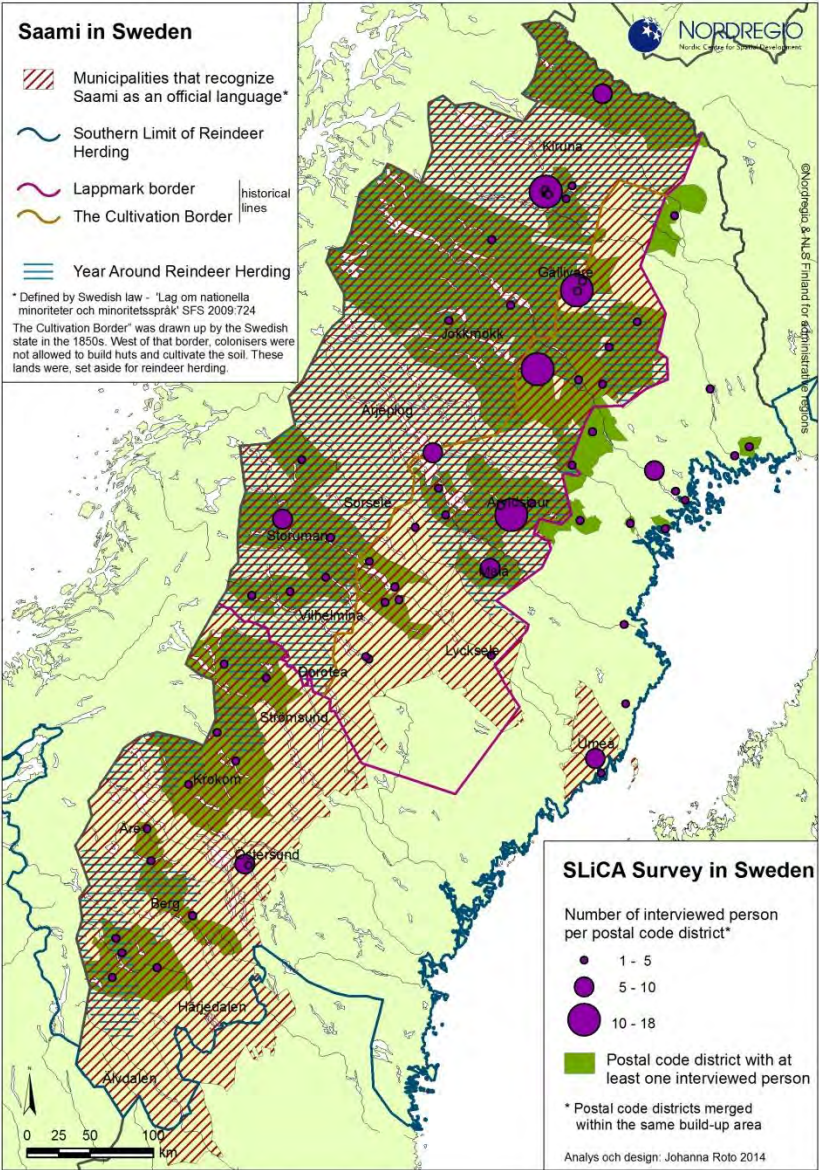 Saami in Sweden
Municipalities that recognize
Saami as an official language*
Southern Limit of Reindeer
Herding
Lappmark border
The Cultivation Border
historical
lines
Year Around Reindeer Herding
* Defined by Swedish law - 'Lag om nationella
minoriteter och minoritetsspråk' SFS 2009:724
The Cultivation Border" was drawn up by the Swedish
state in the 1850s. West of that border, colonisers were
not allowed to build huts and cultivate the soil. These
lands were, set aside for reindeer herding.
NORDREGIO
Nordic Centre for Spatial Development
©Nordregio & NLS Finland for administrative regions
Kiruna
Gällivare
Jokkmokk
Arjeplog
Sorsele
Arvidsjaur
Storuman
Malå
Vilhelmina
Lycksele
Dorotea
Strömsund
Umeå
Krokom
Åre
Östersund
Berg
Härjedalen
Älvdalen
N
0 25 50 100
km
SLiCA Survey in Sweden
Number of interviewed person
per postal code district*
1 - 5
5 - 10
10 - 18
Postal code district with at
least one interviewed person
* Postal code districts merged
within the same build-up area
Analys och design: Johanna Roto 2014